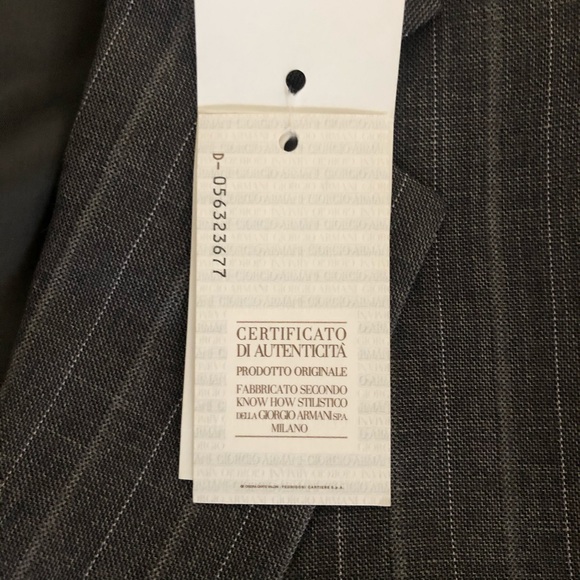 D-056323677
CERTIFICATO
DI AUTENTICITÀ
PRODOTTO ORIGINALE
FABBRICATO SECONDO
KNOW HOW STILISTICO
DELLA GIORGIO ARMANI S.P.A.
MILANO